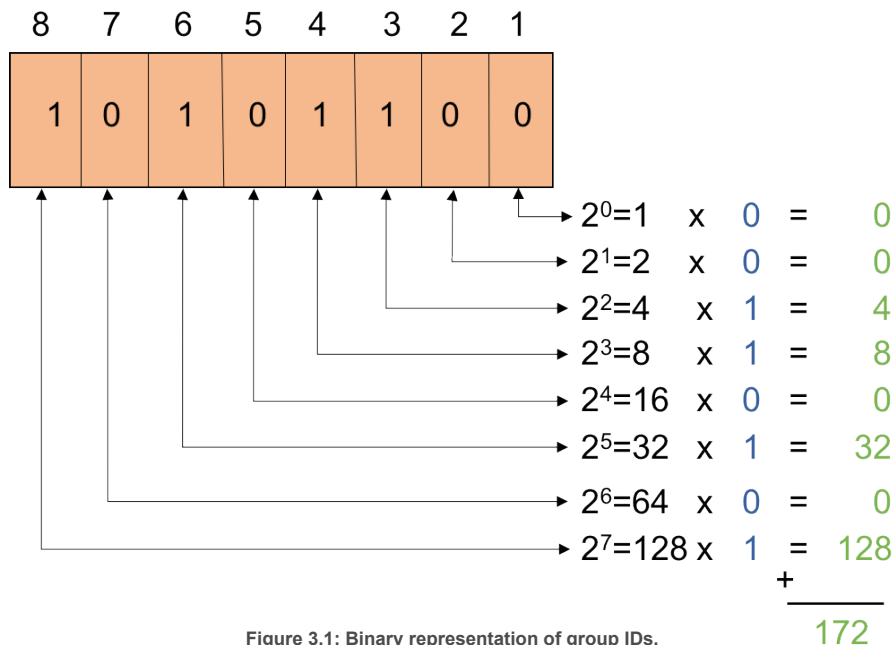 8 7 6 5 4 3 2 1
1 0 1 0 1 1 0 0
2⁰=1 x 0 = 0
2¹=2 x 0 = 0
2²=4 x 1 = 4
2³=8 x 1 = 8
2⁴=16 x 0 = 0
2⁵=32 x 1 = 32
2⁶=64 x 0 = 0
2⁷=128 x 1 = 128
+
172
Figure 3.1: Binary representation of group IDs.